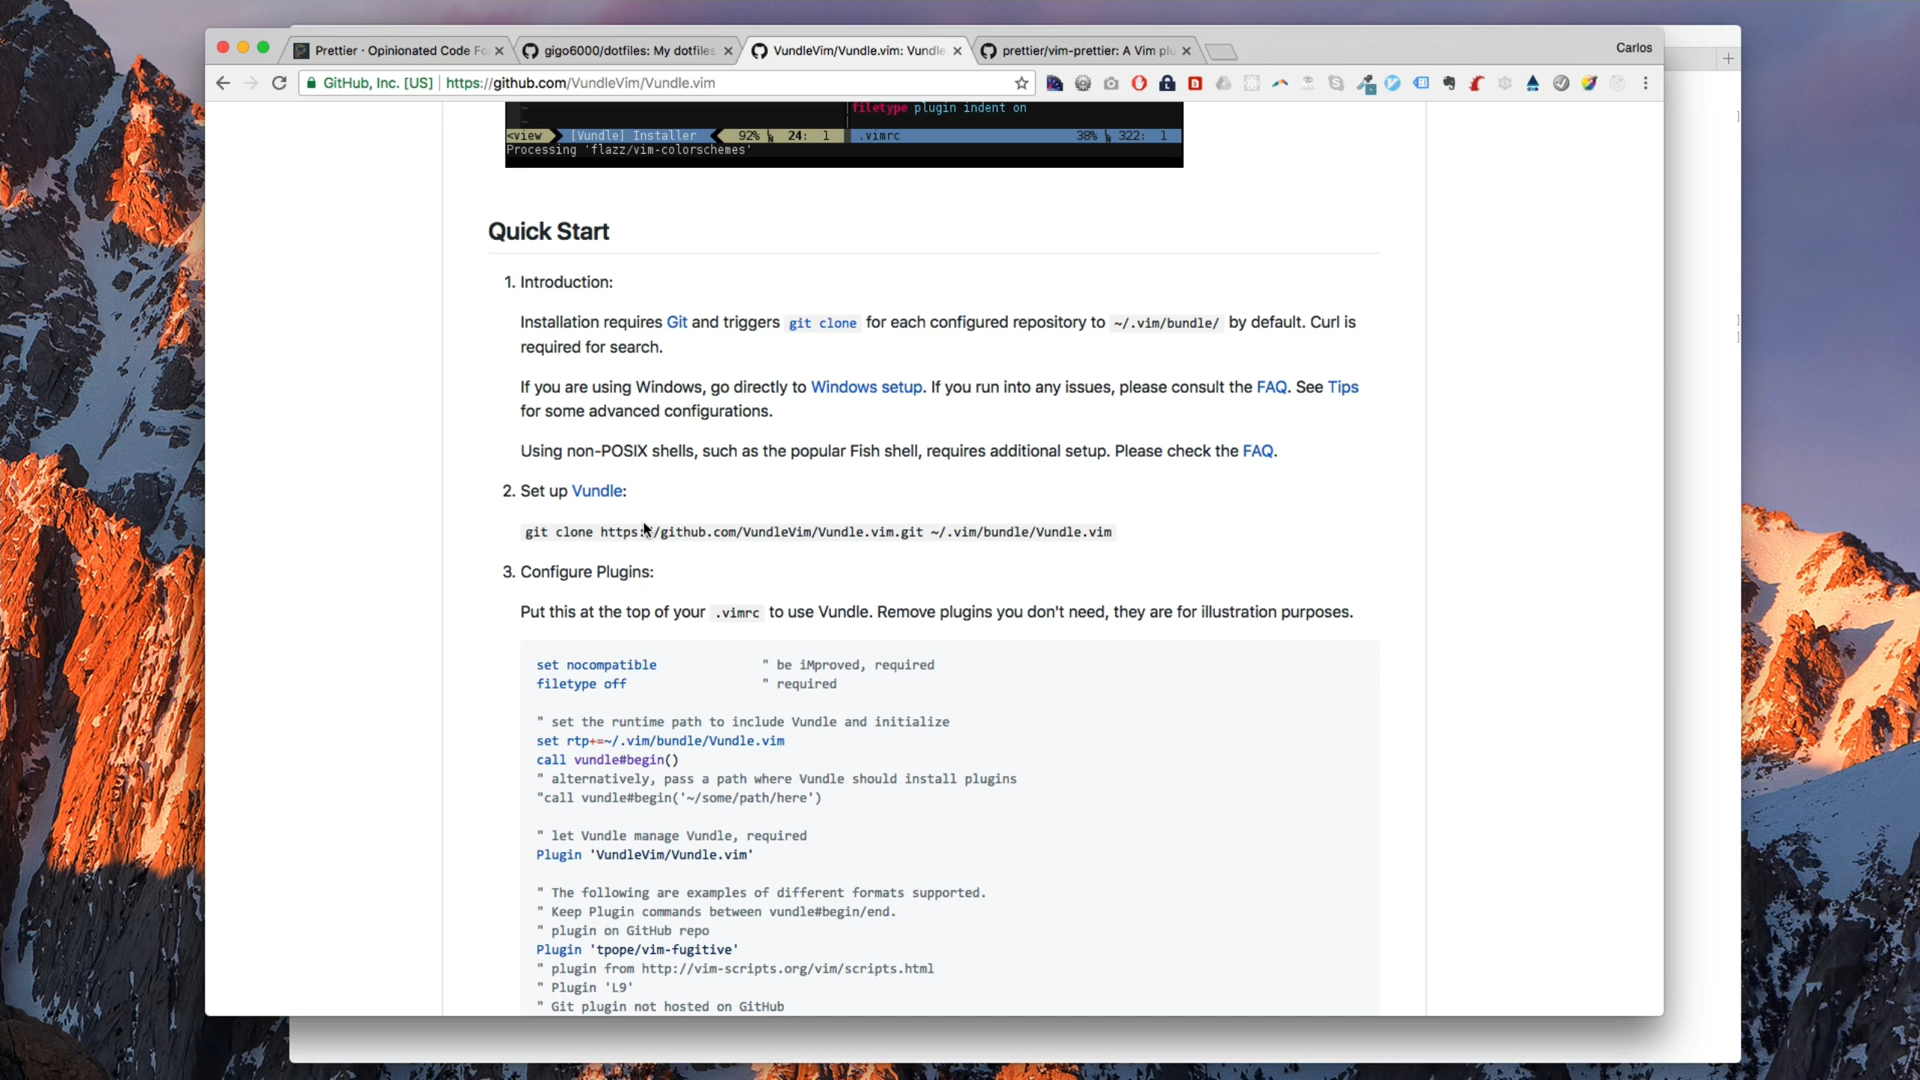 Prettier · Opinionated Code Fo
gigo6000/dotfiles: My dotfiles
VundleVim/Vundle.vim: Vundle
prettier/vim-prettier: A Vim plu
Carlos
GitHub, Inc. [US] | https://github.com/VundleVim/Vundle.vim
filetype plugin indent on
<view [Vundle] Installer 92% 24: 1 .vimrc 38% 322: 1
Processing 'flazz/vim-colorschemes'
Quick Start
1. Introduction:
Installation requires Git and triggers git clone for each configured repository to ~/.vim/bundle/ by default. Curl is
required for search.
If you are using Windows, go directly to Windows setup. If you run into any issues, please consult the FAQ. See Tips
for some advanced configurations.
Using non-POSIX shells, such as the popular Fish shell, requires additional setup. Please check the FAQ.
2. Set up Vundle:
git clone https://github.com/VundleVim/Vundle.vim.git ~/.vim/bundle/Vundle.vim
3. Configure Plugins:
Put this at the top of your .vimrc to use Vundle. Remove plugins you don't need, they are for illustration purposes.
set nocompatible " be iMproved, required
filetype off " required
" set the runtime path to include Vundle and initialize
set rtp+=~/.vim/bundle/Vundle.vim
call vundle#begin()
" alternatively, pass a path where Vundle should install plugins
"call vundle#begin('~/some/path/here')
" let Vundle manage Vundle, required
Plugin 'VundleVim/Vundle.vim'
" The following are examples of different formats supported.
" Keep Plugin commands between vundle#begin/end.
" plugin on GitHub repo
Plugin 'tpope/vim-fugitive'
" plugin from http://vim-scripts.org/vim/scripts.html
" Plugin 'L9'
" Git plugin not hosted on GitHub